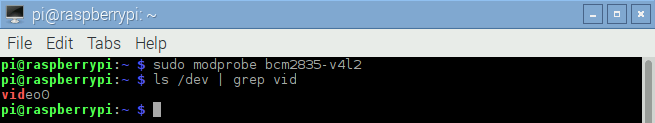 pi@raspberrypi: ~
File Edit Tabs Help
pi@raspberrypi:~ $ sudo modprobe bcm2835-v4l2
pi@raspberrypi:~ $ ls /dev | grep vid
video0
pi@raspberrypi:~ $